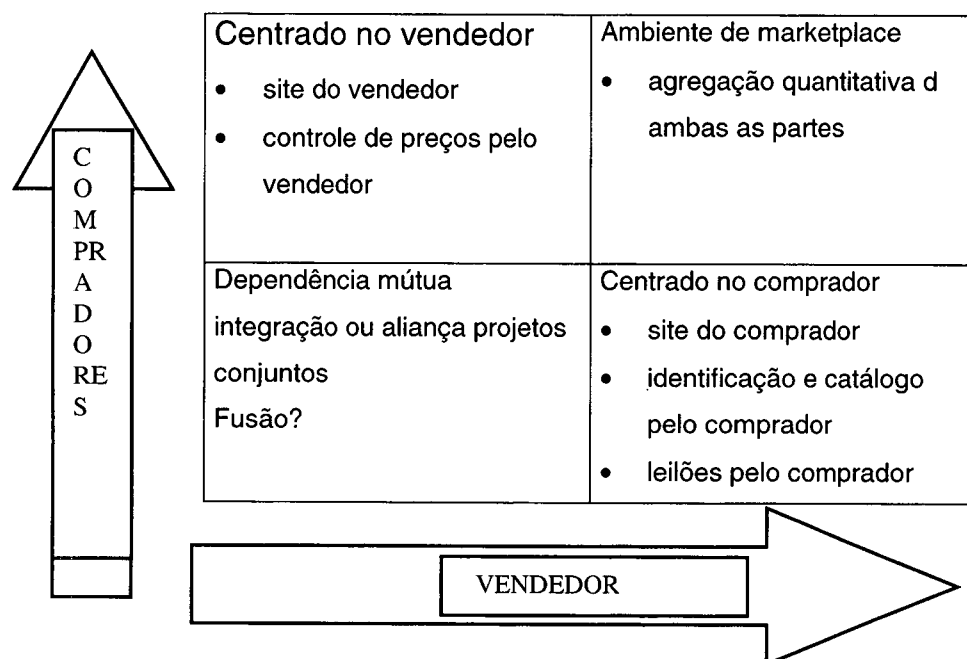 Centrado no vendedor
• site do vendedor
• controle de preços pelo
vendedor
Ambiente de marketplace
• agregação quantitativa d
ambas as partes
C
O
M
PR
A
D
O
RE
S
Dependência mútua
integração ou aliança projetos
conjuntos
Fusão?
Centrado no comprador
• site do comprador
• identificação e catálogo
pelo comprador
• leilões pelo comprador
VENDEDOR